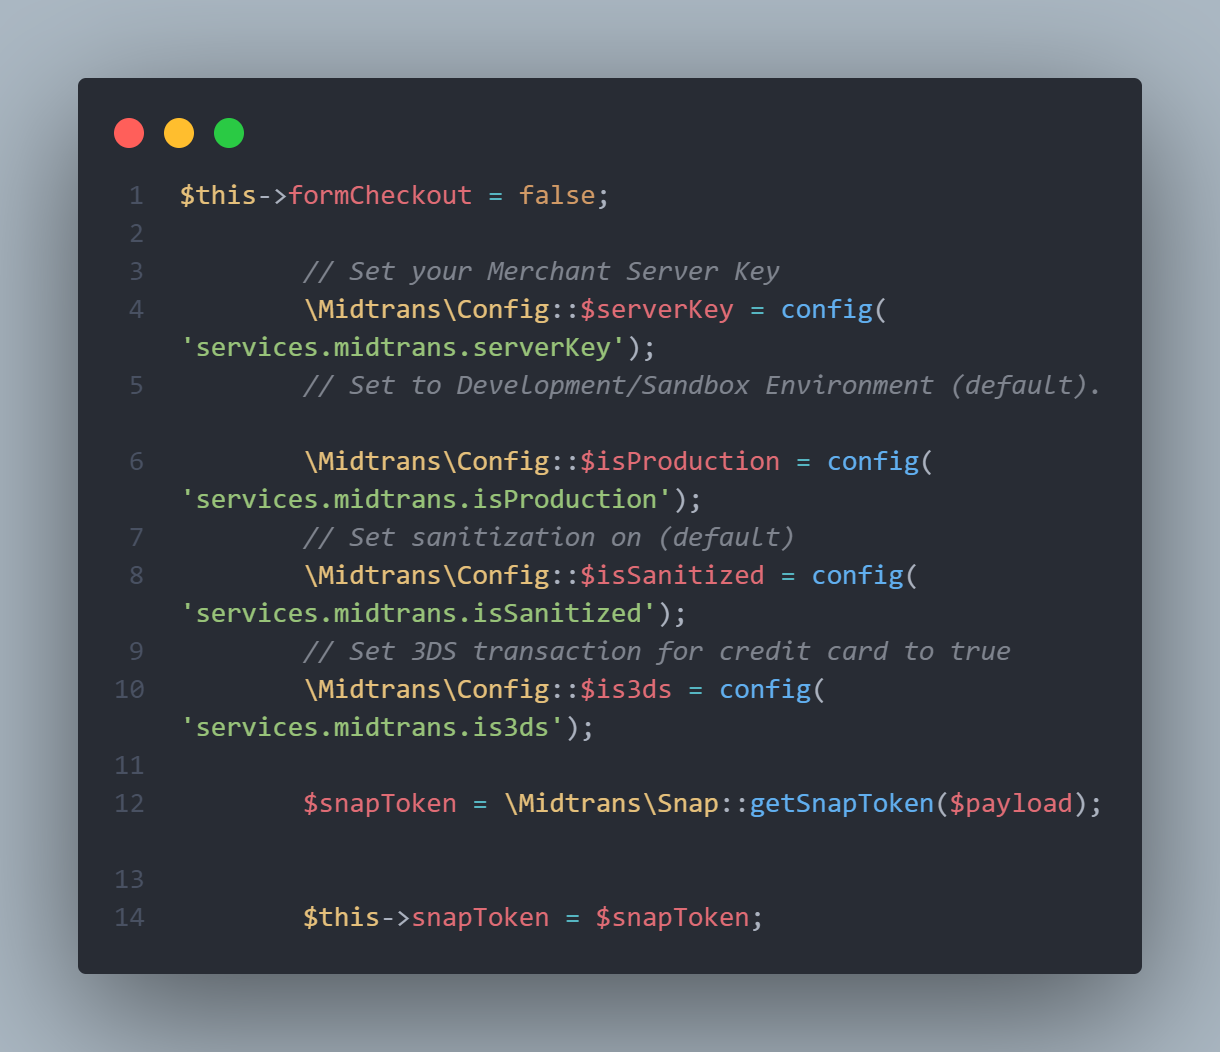 1 $this->formCheckout = false;
2
3 // Set your Merchant Server Key
4 \Midtrans\Config::$serverKey = config(
'services.midtrans.serverKey');
5 // Set to Development/Sandbox Environment (default).
6 \Midtrans\Config::$isProduction = config(
'services.midtrans.isProduction');
7 // Set sanitization on (default)
8 \Midtrans\Config::$isSanitized = config(
'services.midtrans.isSanitized');
9 // Set 3DS transaction for credit card to true
10 \Midtrans\Config::$is3ds = config(
'services.midtrans.is3ds');
11
12 $snapToken = \Midtrans\Snap::getSnapToken($payload);
13
14 $this->snapToken = $snapToken;